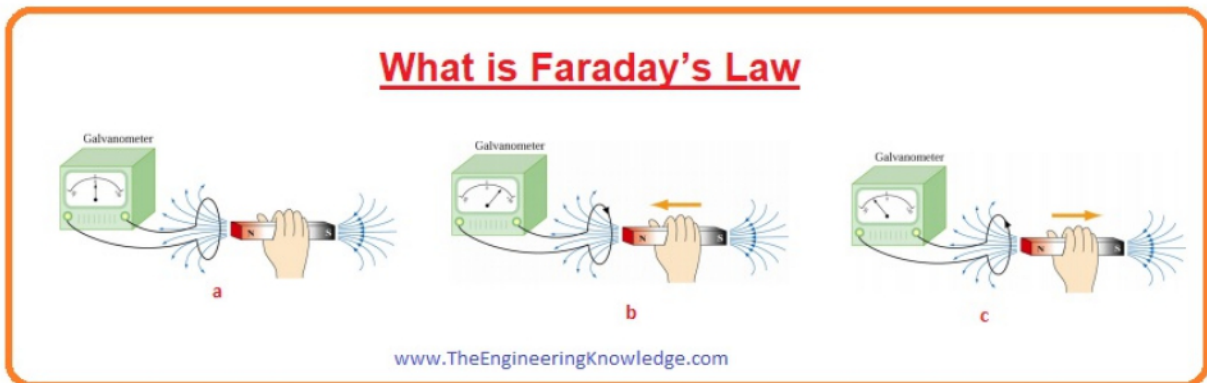 What is Faraday's Law
Galvanometer
N
S
a
Galvanometer
N
S
b
Galvanometer
N
S
c
www.TheEngineeringKnowledge.com